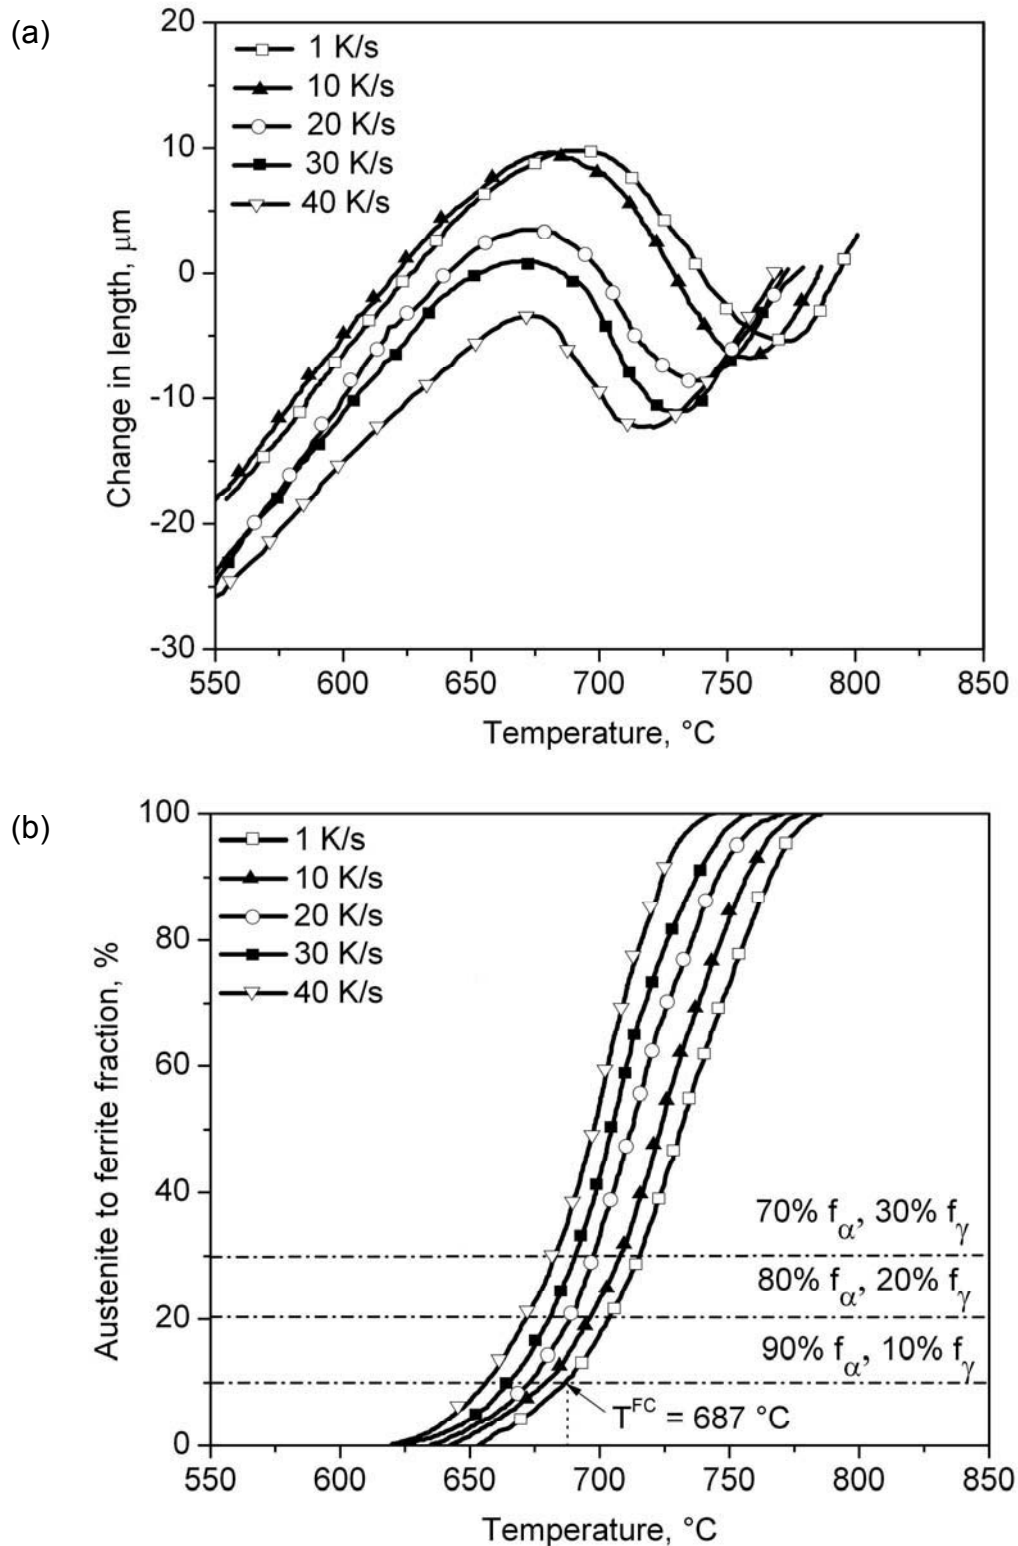 (a)
20
10
0
-10
-20
-30
Change in length, μm
1 K/s
10 K/s
20 K/s
30 K/s
40 K/s
550 600 650 700 750 800 850
Temperature, °C
(b)
100
80
60
40
20
0
Austenite to ferrite fraction, %
1 K/s
10 K/s
20 K/s
30 K/s
40 K/s
70% fα, 30% fγ
80% fα, 20% fγ
90% fα, 10% fγ
T^FC = 687 °C
550 600 650 700 750 800 850
Temperature, °C